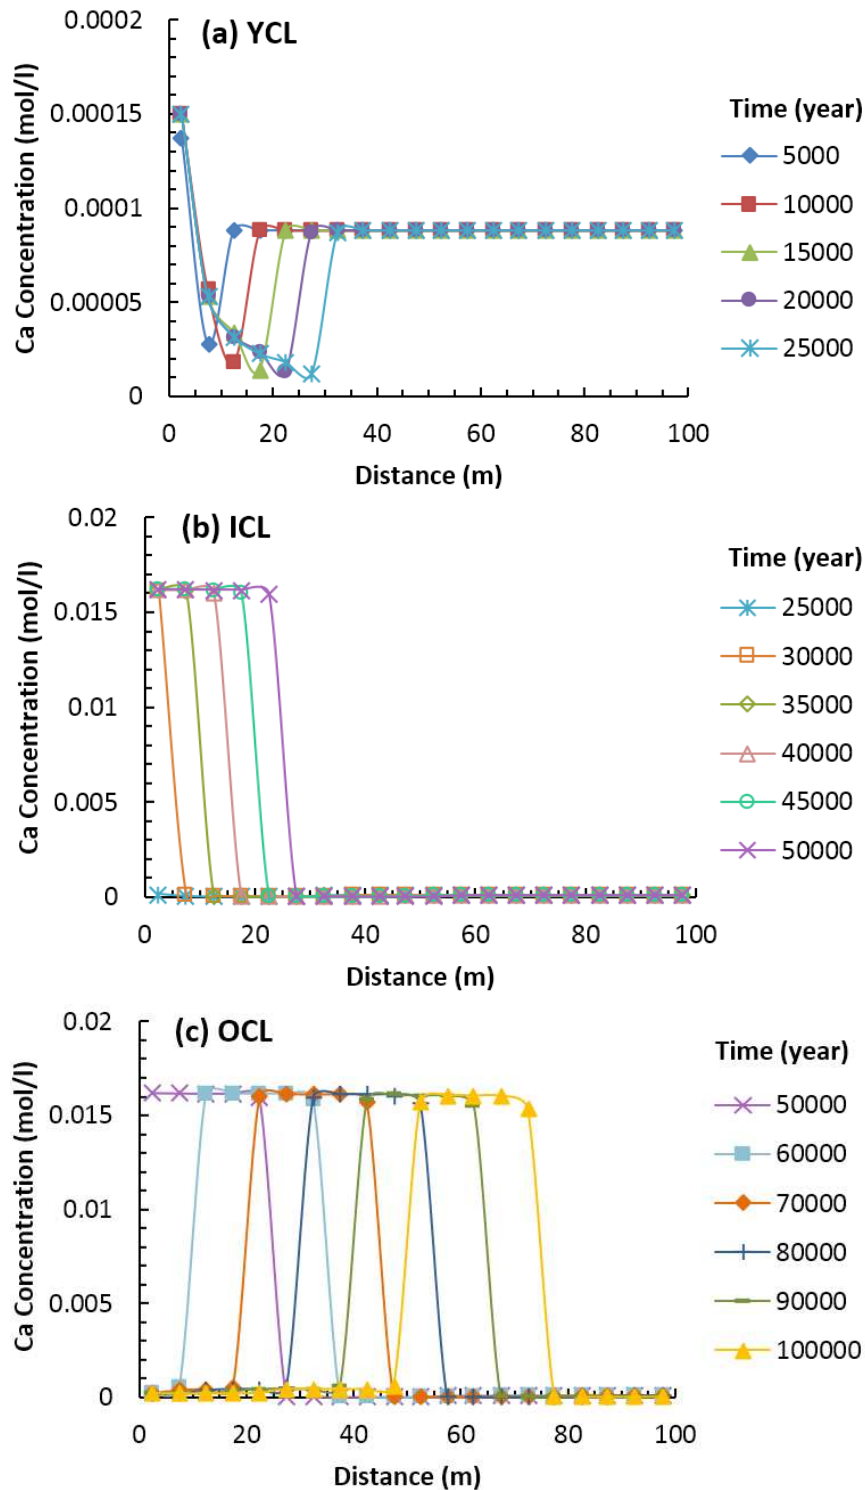 (a) YCL
Ca Concentration (mol/l)
0.0002
0.00015
0.0001
0.00005
0
0 20 40 60 80 100
Distance (m)
Time (year)
5000
10000
15000
20000
25000
(b) ICL
Ca Concentration (mol/l)
0.02
0.015
0.01
0.005
0
0 20 40 60 80 100
Distance (m)
Time (year)
25000
30000
35000
40000
45000
50000
(c) OCL
Ca Concentration (mol/l)
0.02
0.015
0.01
0.005
0
0 20 40 60 80 100
Distance (m)
Time (year)
50000
60000
70000
80000
90000
100000